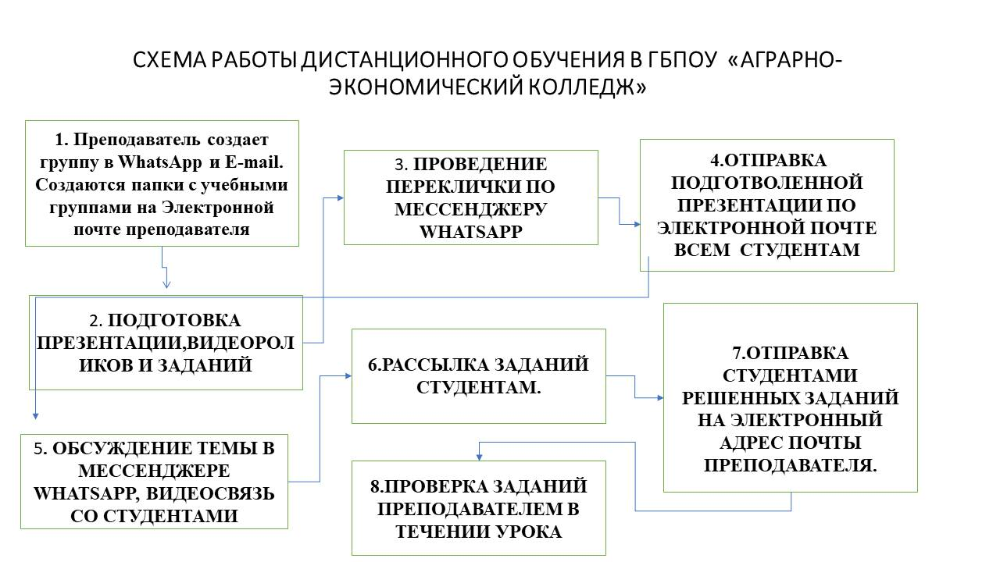 СХЕМА РАБОТЫ ДИСТАНЦИОННОГО ОБУЧЕНИЯ В ГБПОУ «АГРАРНО-
ЭКОНОМИЧЕСКИЙ КОЛЛЕДЖ»
1. Преподаватель создает
группу в WhatsApp и E-mail.
Создаются папки с учебными
группами на Электронной
почте преподавателя
2. ПОДГОТОВКА
ПРЕЗЕНТАЦИИ,ВИДЕОРОЛ
ИКОВ И ЗАДАНИЙ
3. ПРОВЕДЕНИЕ
ПЕРЕКЛИЧКИ ПО
МЕССЕНДЖЕРУ
WHATSAPP
4.ОТПРАВКА
ПОДГОТВОЛЕННОЙ
ПРЕЗЕНТАЦИИ ПО
ЭЛЕКТРОННОЙ ПОЧТЕ
ВСЕМ СТУДЕНТАМ
5. ОБСУЖДЕНИЕ ТЕМЫ В
МЕССЕНДЖЕРЕ
WHATSAPP, ВИДЕОСВЯЗЬ
СО СТУДЕНТАМИ
6.РАССЫЛКА ЗАДАНИЙ
СТУДЕНТАМ.
7.ОТПРАВКА
СТУДЕНТАМИ
РЕШЕННЫХ ЗАДАНИЙ
НА ЭЛЕКТРОННЫЙ
АДРЕС ПОЧТЫ
ПРЕПОДАВАТЕЛЯ.
8.ПРОВЕРКА ЗАДАНИЙ
ПРЕПОДАВАТЕЛЕМ В
ТЕЧЕНИИ УРОКА